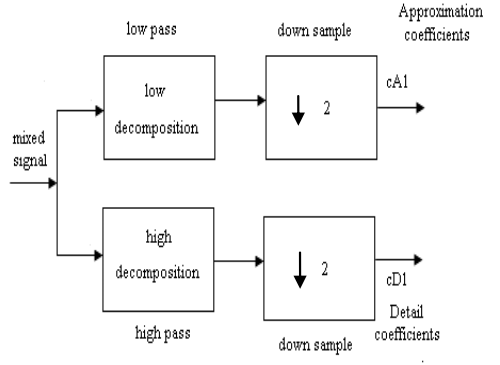 low pass
down sample
Approximation
coefficients
low
decomposition
2
cA1
mixed
signal
high
decomposition
2
cD1
Detail
coefficients
high pass
down sample